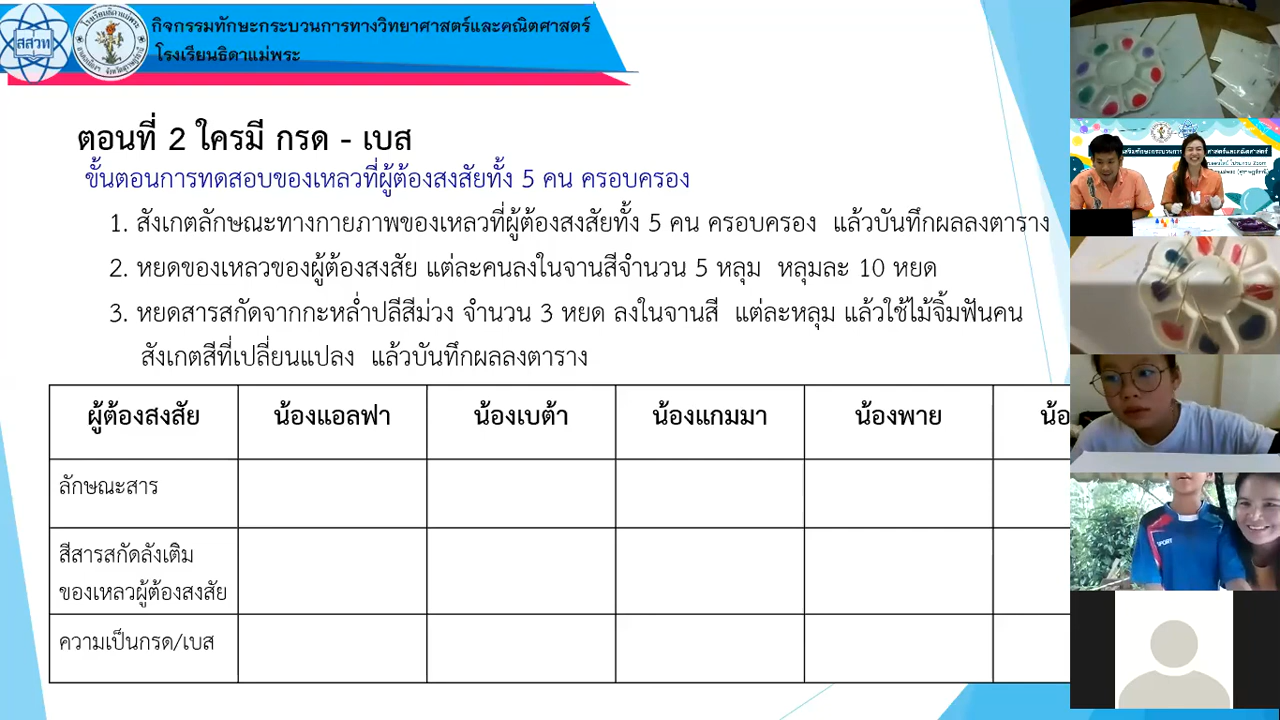 กิจกรรมทักษะกระบวนการทางวิทยาศาสตร์และคณิตศาสตร์
โรงเรียนธิดาแม่พระ
สสวท
ตอนที่ 2 ใครมี กรด - เบส
ขั้นตอนการทดสอบของเหลวที่ผู้ต้องสงสัยทั้ง 5 คน ครอบครอง
1. สังเกตลักษณะทางกายภาพของเหลวที่ผู้ต้องสงสัยทั้ง 5 คน ครอบครอง แล้วบันทึกผลลงตาราง
2. หยดของเหลวของผู้ต้องสงสัย แต่ละคนลงในจานสีจำนวน 5 หลุม หลุมละ 10 หยด
3. หยดสารสกัดจากกะหล่ำปลีสีม่วง จำนวน 3 หยด ลงในจานสี แต่ละหลุม แล้วใช้ไม้จิ้มฟันคน
สังเกตสีที่เปลี่ยนแปลง แล้วบันทึกผลลงตาราง
ผู้ต้องสงสัย น้องแอลฟา น้องเบต้า น้องแกมมา น้องพาย
ลักษณะสาร
สีสารสกัดลังเติม
ของเหลวผู้ต้องสงสัย
ความเป็นกรด/เบส
SPORT